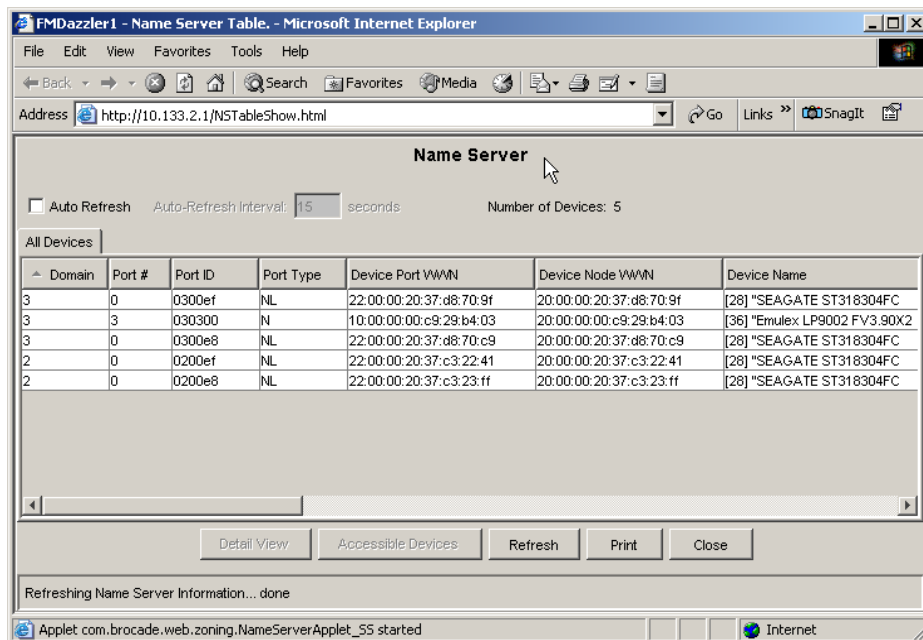 FMDazzler1 - Name Server Table. - Microsoft Internet Explorer
File Edit View Favorites Tools Help
Back Search Favorites Media
Address http://10.133.2.1/NSTableShow.html Go Links » SnagIt
Name Server
Auto Refresh Auto-Refresh Interval: 15 seconds Number of Devices: 5
All Devices
Domain Port # Port ID Port Type Device Port WWN Device Node WWN Device Name
3 0 0300ef NL 22:00:00:20:37:d8:70:9f 20:00:00:20:37:d8:70:9f [28] "SEAGATE ST318304FC
3 3 030300 N 10:00:00:00:c9:29:b4:03 20:00:00:00:c9:29:b4:03 [36] "Emulex LP9002 FV3.90X2
3 0 0300e8 NL 22:00:00:20:37:d8:70:c9 20:00:00:20:37:d8:70:c9 [28] "SEAGATE ST318304FC
2 0 0200ef NL 22:00:00:20:37:c3:22:41 20:00:00:20:37:c3:22:41 [28] "SEAGATE ST318304FC
2 0 0200e8 NL 22:00:00:20:37:c3:23:ff 20:00:00:20:37:c3:23:ff [28] "SEAGATE ST318304FC
Detail View Accessible Devices Refresh Print Close
Refreshing Name Server Information... done
Applet com.brocade.web.zoning.NameServerApplet_SS started Internet